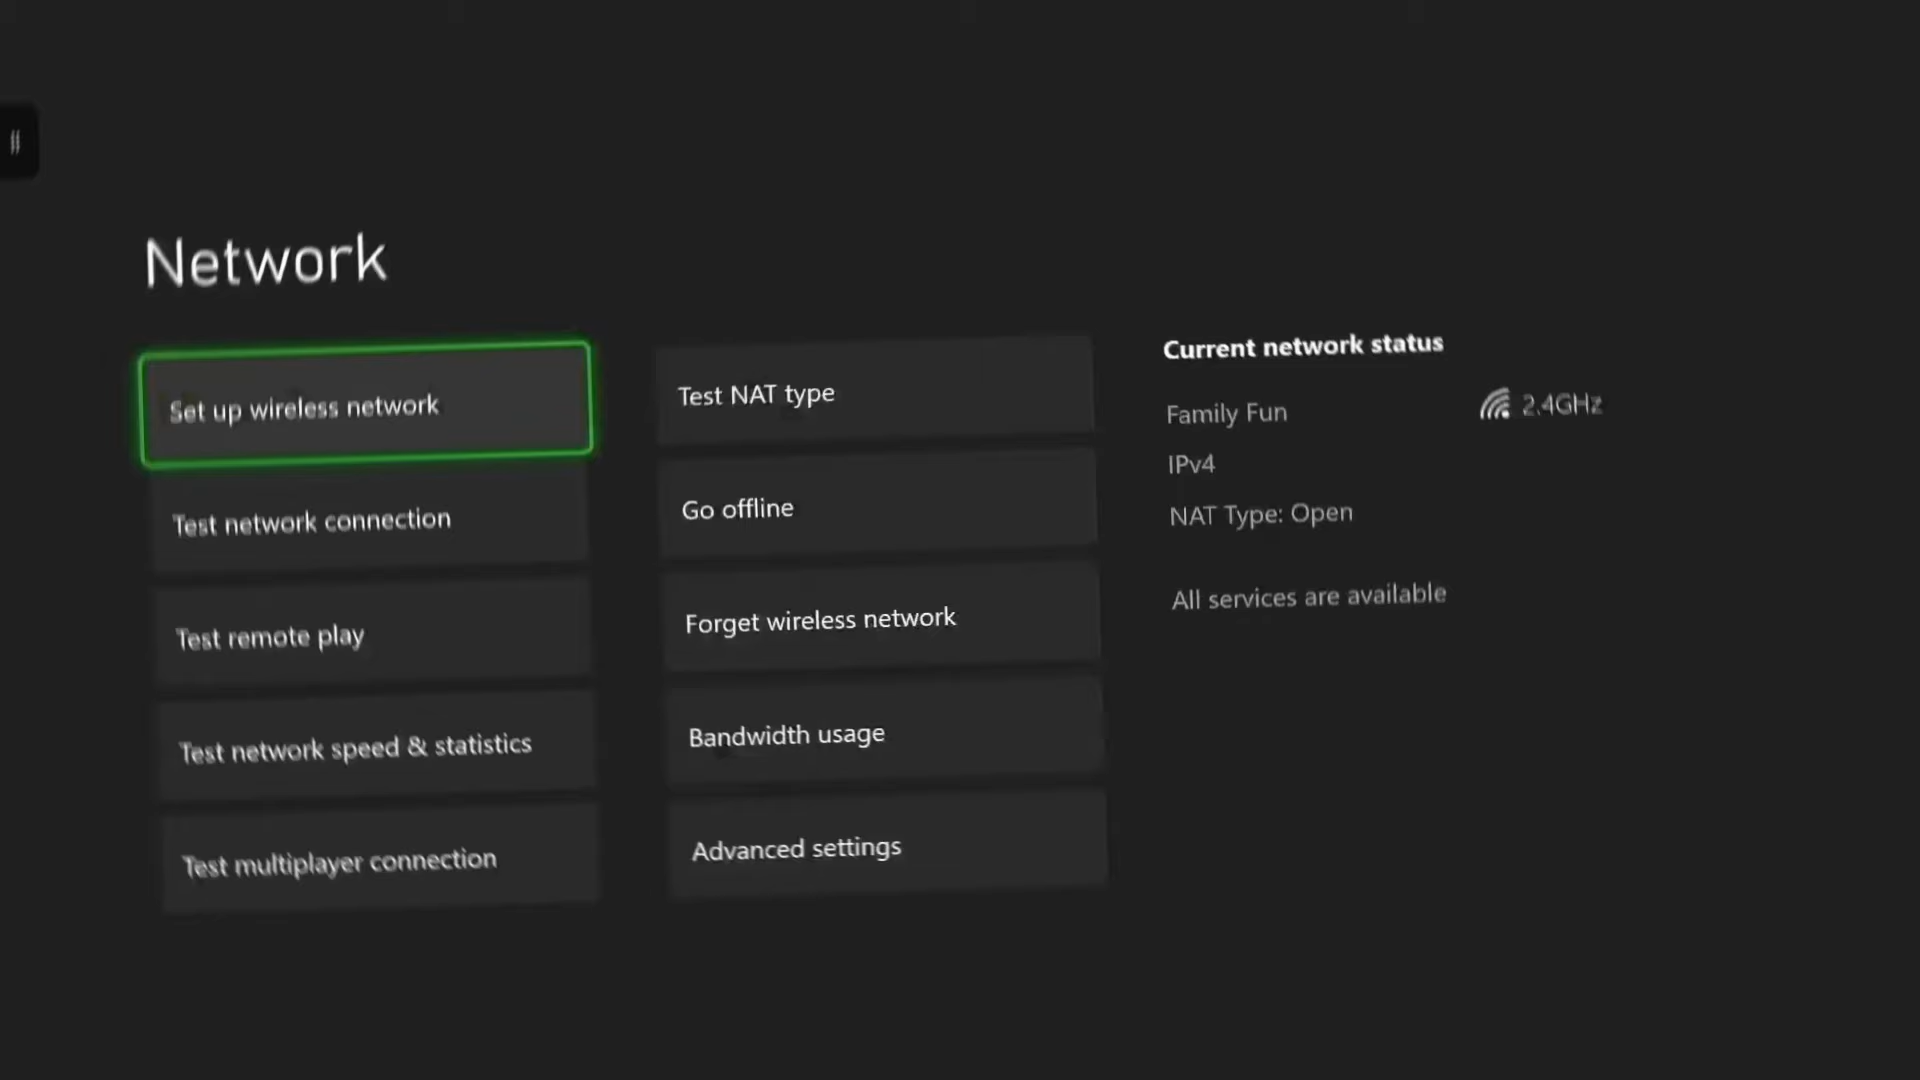 Network
Set up wireless network
Test network connection
Test remote play
Test network speed & statistics
Test multiplayer connection
Test NAT type
Go offline
Forget wireless network
Bandwidth usage
Advanced settings
Current network status
Family Fun 2.4GHz
IPv4
NAT Type: Open
All services are available